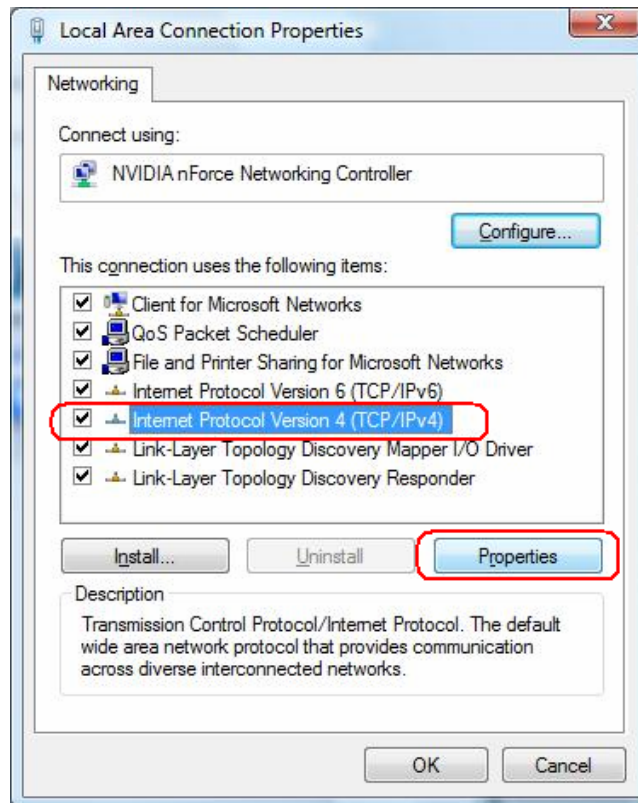 Local Area Connection Properties
Networking
Connect using:
NVIDIA nForce Networking Controller
Configure...
This connection uses the following items:
Client for Microsoft Networks
QoS Packet Scheduler
File and Printer Sharing for Microsoft Networks
Internet Protocol Version 6 (TCP/IPv6)
Internet Protocol Version 4 (TCP/IPv4)
Link-Layer Topology Discovery Mapper I/O Driver
Link-Layer Topology Discovery Responder
Install... Uninstall Properties
Description
Transmission Control Protocol/Internet Protocol. The default
wide area network protocol that provides communication
across diverse interconnected networks.
OK Cancel